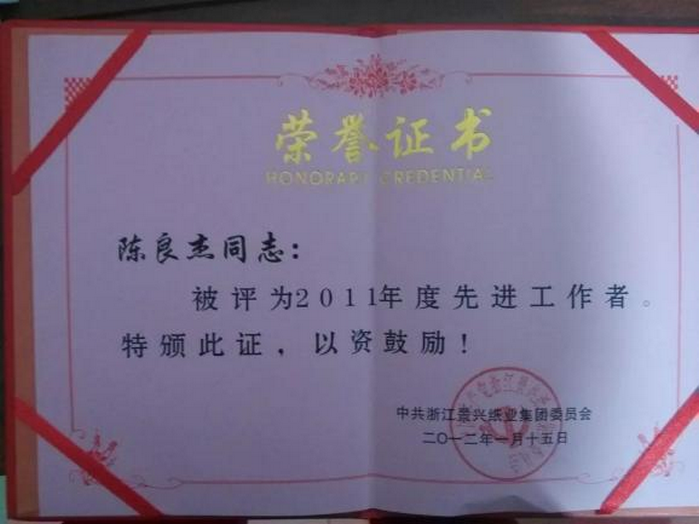 荣誉证书
HONORARY CREDENTIAL
陈良杰同志：
被评为2011年度先进工作者。
特颁此证，以资鼓励！
中共浙江景兴纸业集团委员会
二〇一二年一月十五日